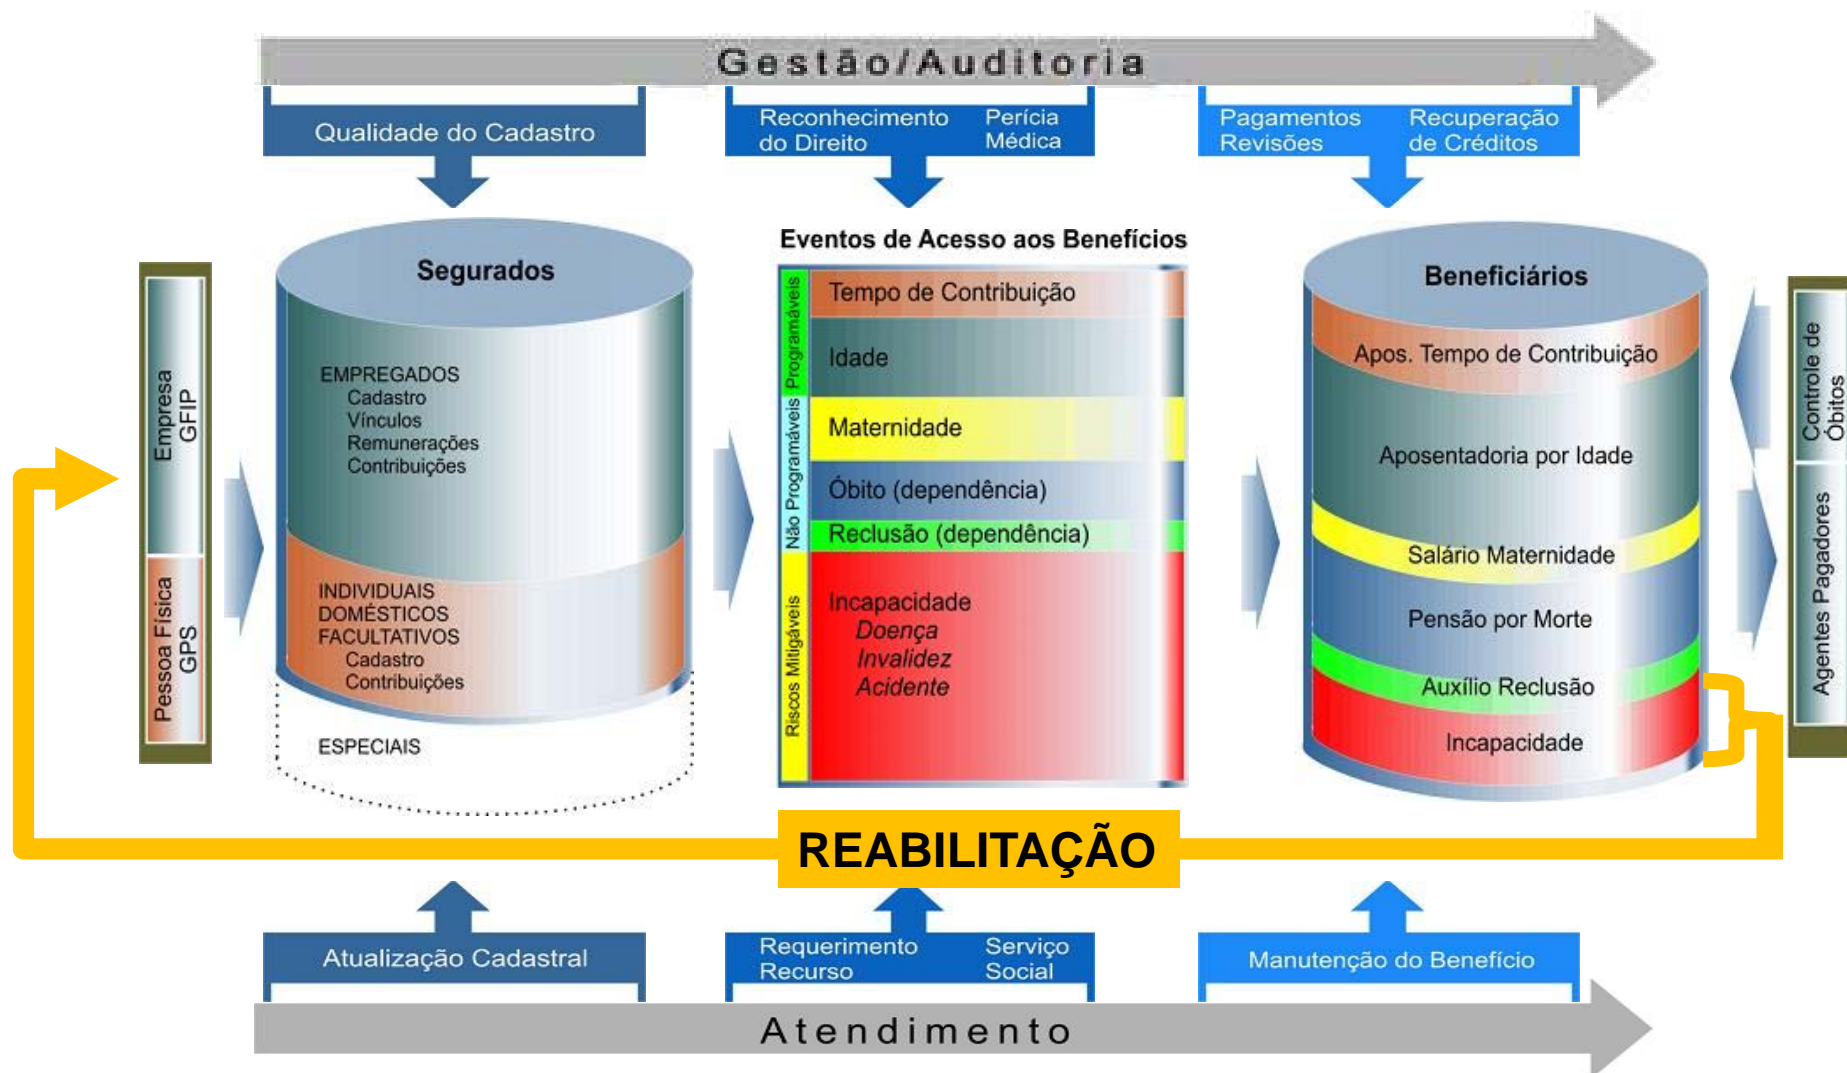 Gestão/Auditoria
Qualidade do Cadastro
Reconhecimento
do Direito
Perícia
Médica
Pagamentos
Revisões
Recuperação
de Créditos
Empresa
GFIP
Pessoa Física
GPS
Segurados
EMPREGADOS
Cadastro
Vínculos
Remunerações
Contribuições
INDIVIDUAIS
DOMÉSTICOS
FACULTATIVOS
Cadastro
Contribuições
ESPECIAIS
Eventos de Acesso aos Benefícios
Programáveis
Tempo de Contribuição
Idade
Não Programáveis
Maternidade
Óbito (dependência)
Reclusão (dependência)
Riscos Mitigáveis
Incapacidade
Doença
Invalidez
Acidente
Beneficiários
Apos. Tempo de Contribuição
Aposentadoria por Idade
Salário Maternidade
Pensão por Morte
Auxílio Reclusão
Incapacidade
Controle de
Óbitos
Agentes Pagadores
REABILITAÇÃO
Atualização Cadastral
Requerimento
Recurso
Serviço
Social
Manutenção do Benefício
Atendimento